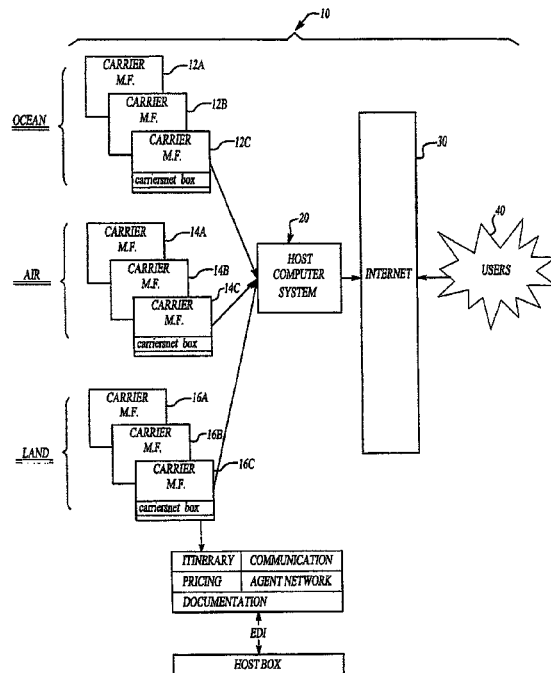 10
OCEAN
CARRIER
M.F.
12A
CARRIER
M.F.
12B
CARRIER
M.F.
12C
carriersnet box
AIR
CARRIER
M.F.
14A
CARRIER
M.F.
14B
CARRIER
M.F.
14C
carriersnet box
LAND
CARRIER
M.F.
16A
CARRIER
M.F.
16B
CARRIER
M.F.
16C
carriersnet box
20
HOST
COMPUTER
SYSTEM
30
INTERNET
40
USERS
ITINERARY COMMUNICATION
PRICING AGENT NETWORK
DOCUMENTATION
EDI
HOST BOX